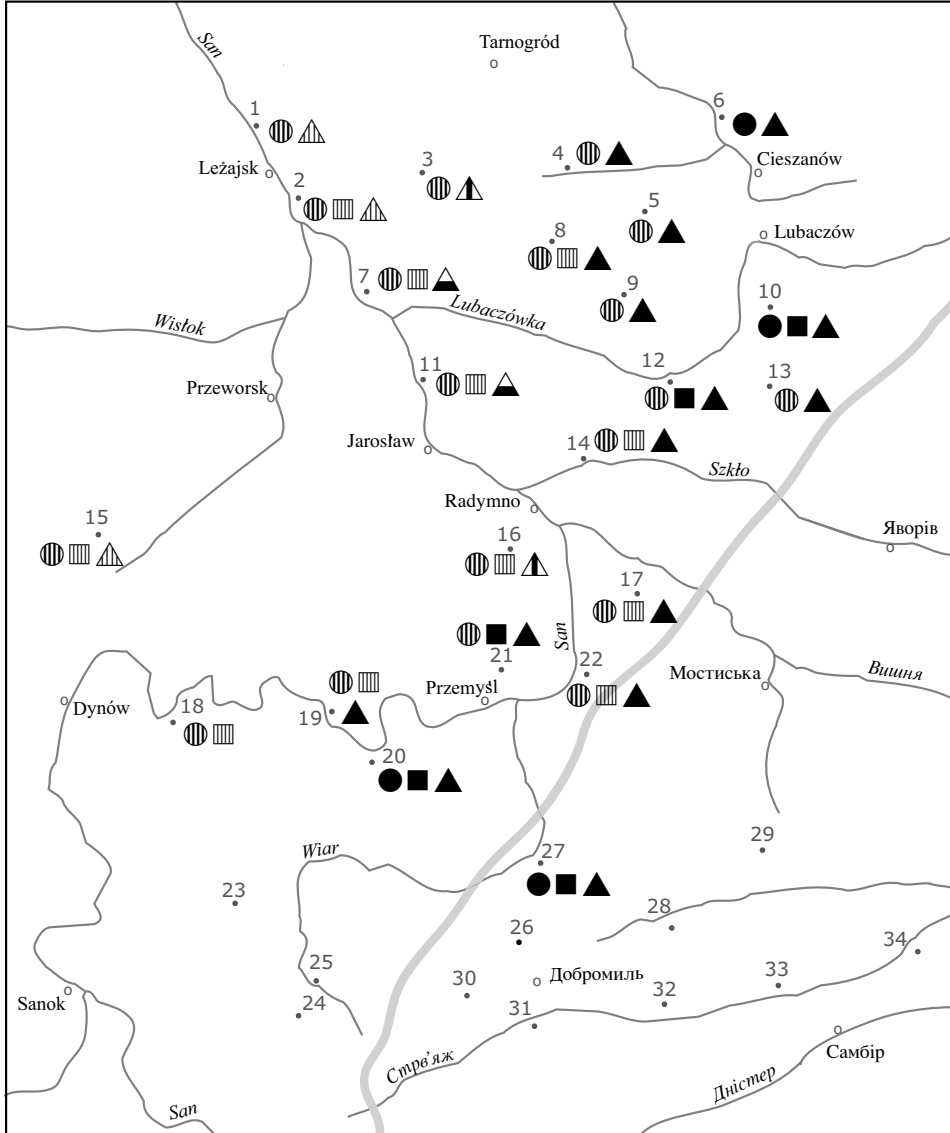 San
Tarnogród
1
6
Leżajsk
3
4
Cieszanów
2
5
8
Lubaczów
7
9
10
Lubaczówka
Wisłok
11
12
13
Przeworsk
Jarosław
14
Szkło
Radymno
15
Яворів
16
17
San
21
22
Przemyśl
Мостиська
Вишня
Dynów
18
19
20
Wiar
27
29
23
28
26
34
25
30
Добромиль
33
Sanok
24
31
32
Самбір
Стрв’яж
Дністер
San